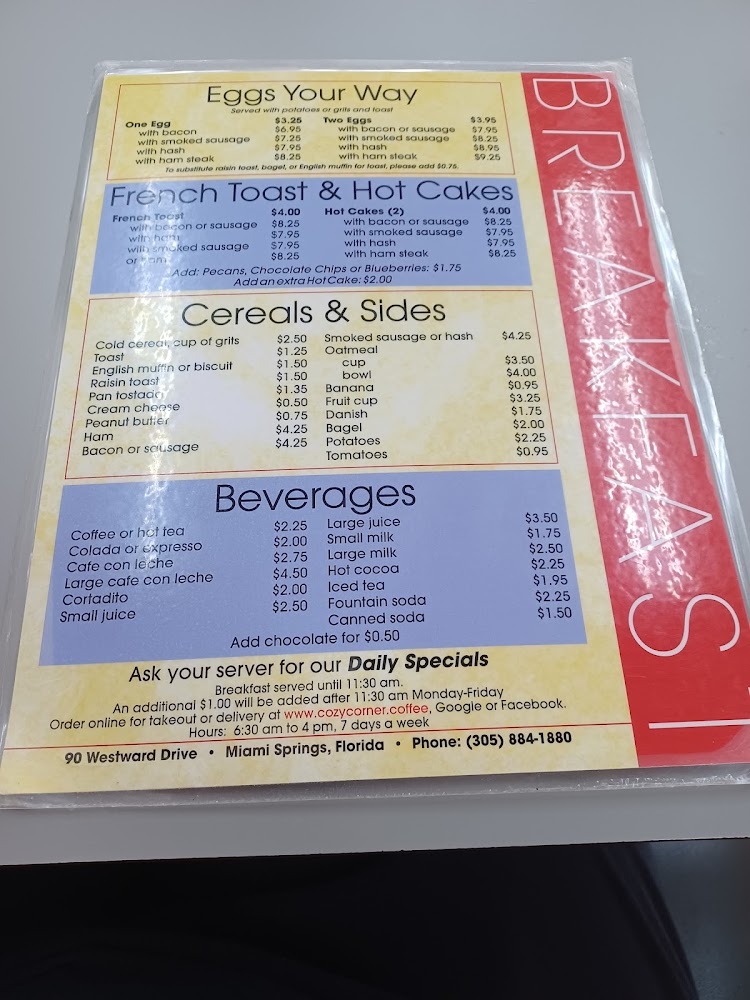 BREAKFAST
Eggs Your Way
Served with potatoes or grits and toast
One Egg $3.25
with bacon $6.95
with smoked sausage $7.25
with hash $7.95
with ham steak $8.25
Two Eggs $3.95
with bacon or sausage $7.95
with smoked sausage $8.25
with hash $8.95
with ham steak $9.25
To substitute raisin toast, bagel, or English muffin for toast, please add $0.75.
French Toast & Hot Cakes
French Toast $4.00
with bacon or sausage $8.25
with ham $7.95
with smoked sausage $7.95
or ham $8.25
Hot Cakes (2) $4.00
with bacon or sausage $8.25
with smoked sausage $7.95
with hash $7.95
with ham steak $8.25
Add: Pecans, Chocolate Chips or Blueberries: $1.75
Add an extra Hot Cake: $2.00
Cereals & Sides
Cold cereal, cup of grits $2.50
Toast $1.25
English muffin or biscuit $1.50
Raisin toast $1.50
Pan tostado $1.35
Cream cheese $0.50
Peanut butter $0.75
Ham $4.25
Bacon or sausage $4.25
Smoked sausage or hash $4.25
Oatmeal
cup $3.50
bowl $4.00
Banana $0.95
Fruit cup $3.25
Danish $1.75
Bagel $2.00
Potatoes $2.25
Tomatoes $0.95
Beverages
Coffee or hot tea $2.25
Colada or expresso $2.00
Cafe con leche $2.75
Large cafe con leche $4.50
Cortadito $2.00
Small juice $2.50
Large juice $3.50
Small milk $1.75
Large milk $2.50
Hot cocoa $2.25
Iced tea $1.95
Fountain soda $2.25
Canned soda $1.50
Add chocolate for $0.50
Ask your server for our Daily Specials
Breakfast served until 11:30 am.
An additional $1.00 will be added after 11:30 am Monday-Friday
Order online for takeout or delivery at www.cozycorner.coffee, Google or Facebook.
Hours: 6:30 am to 4 pm, 7 days a week
90 Westward Drive • Miami Springs, Florida • Phone: (305) 884-1880